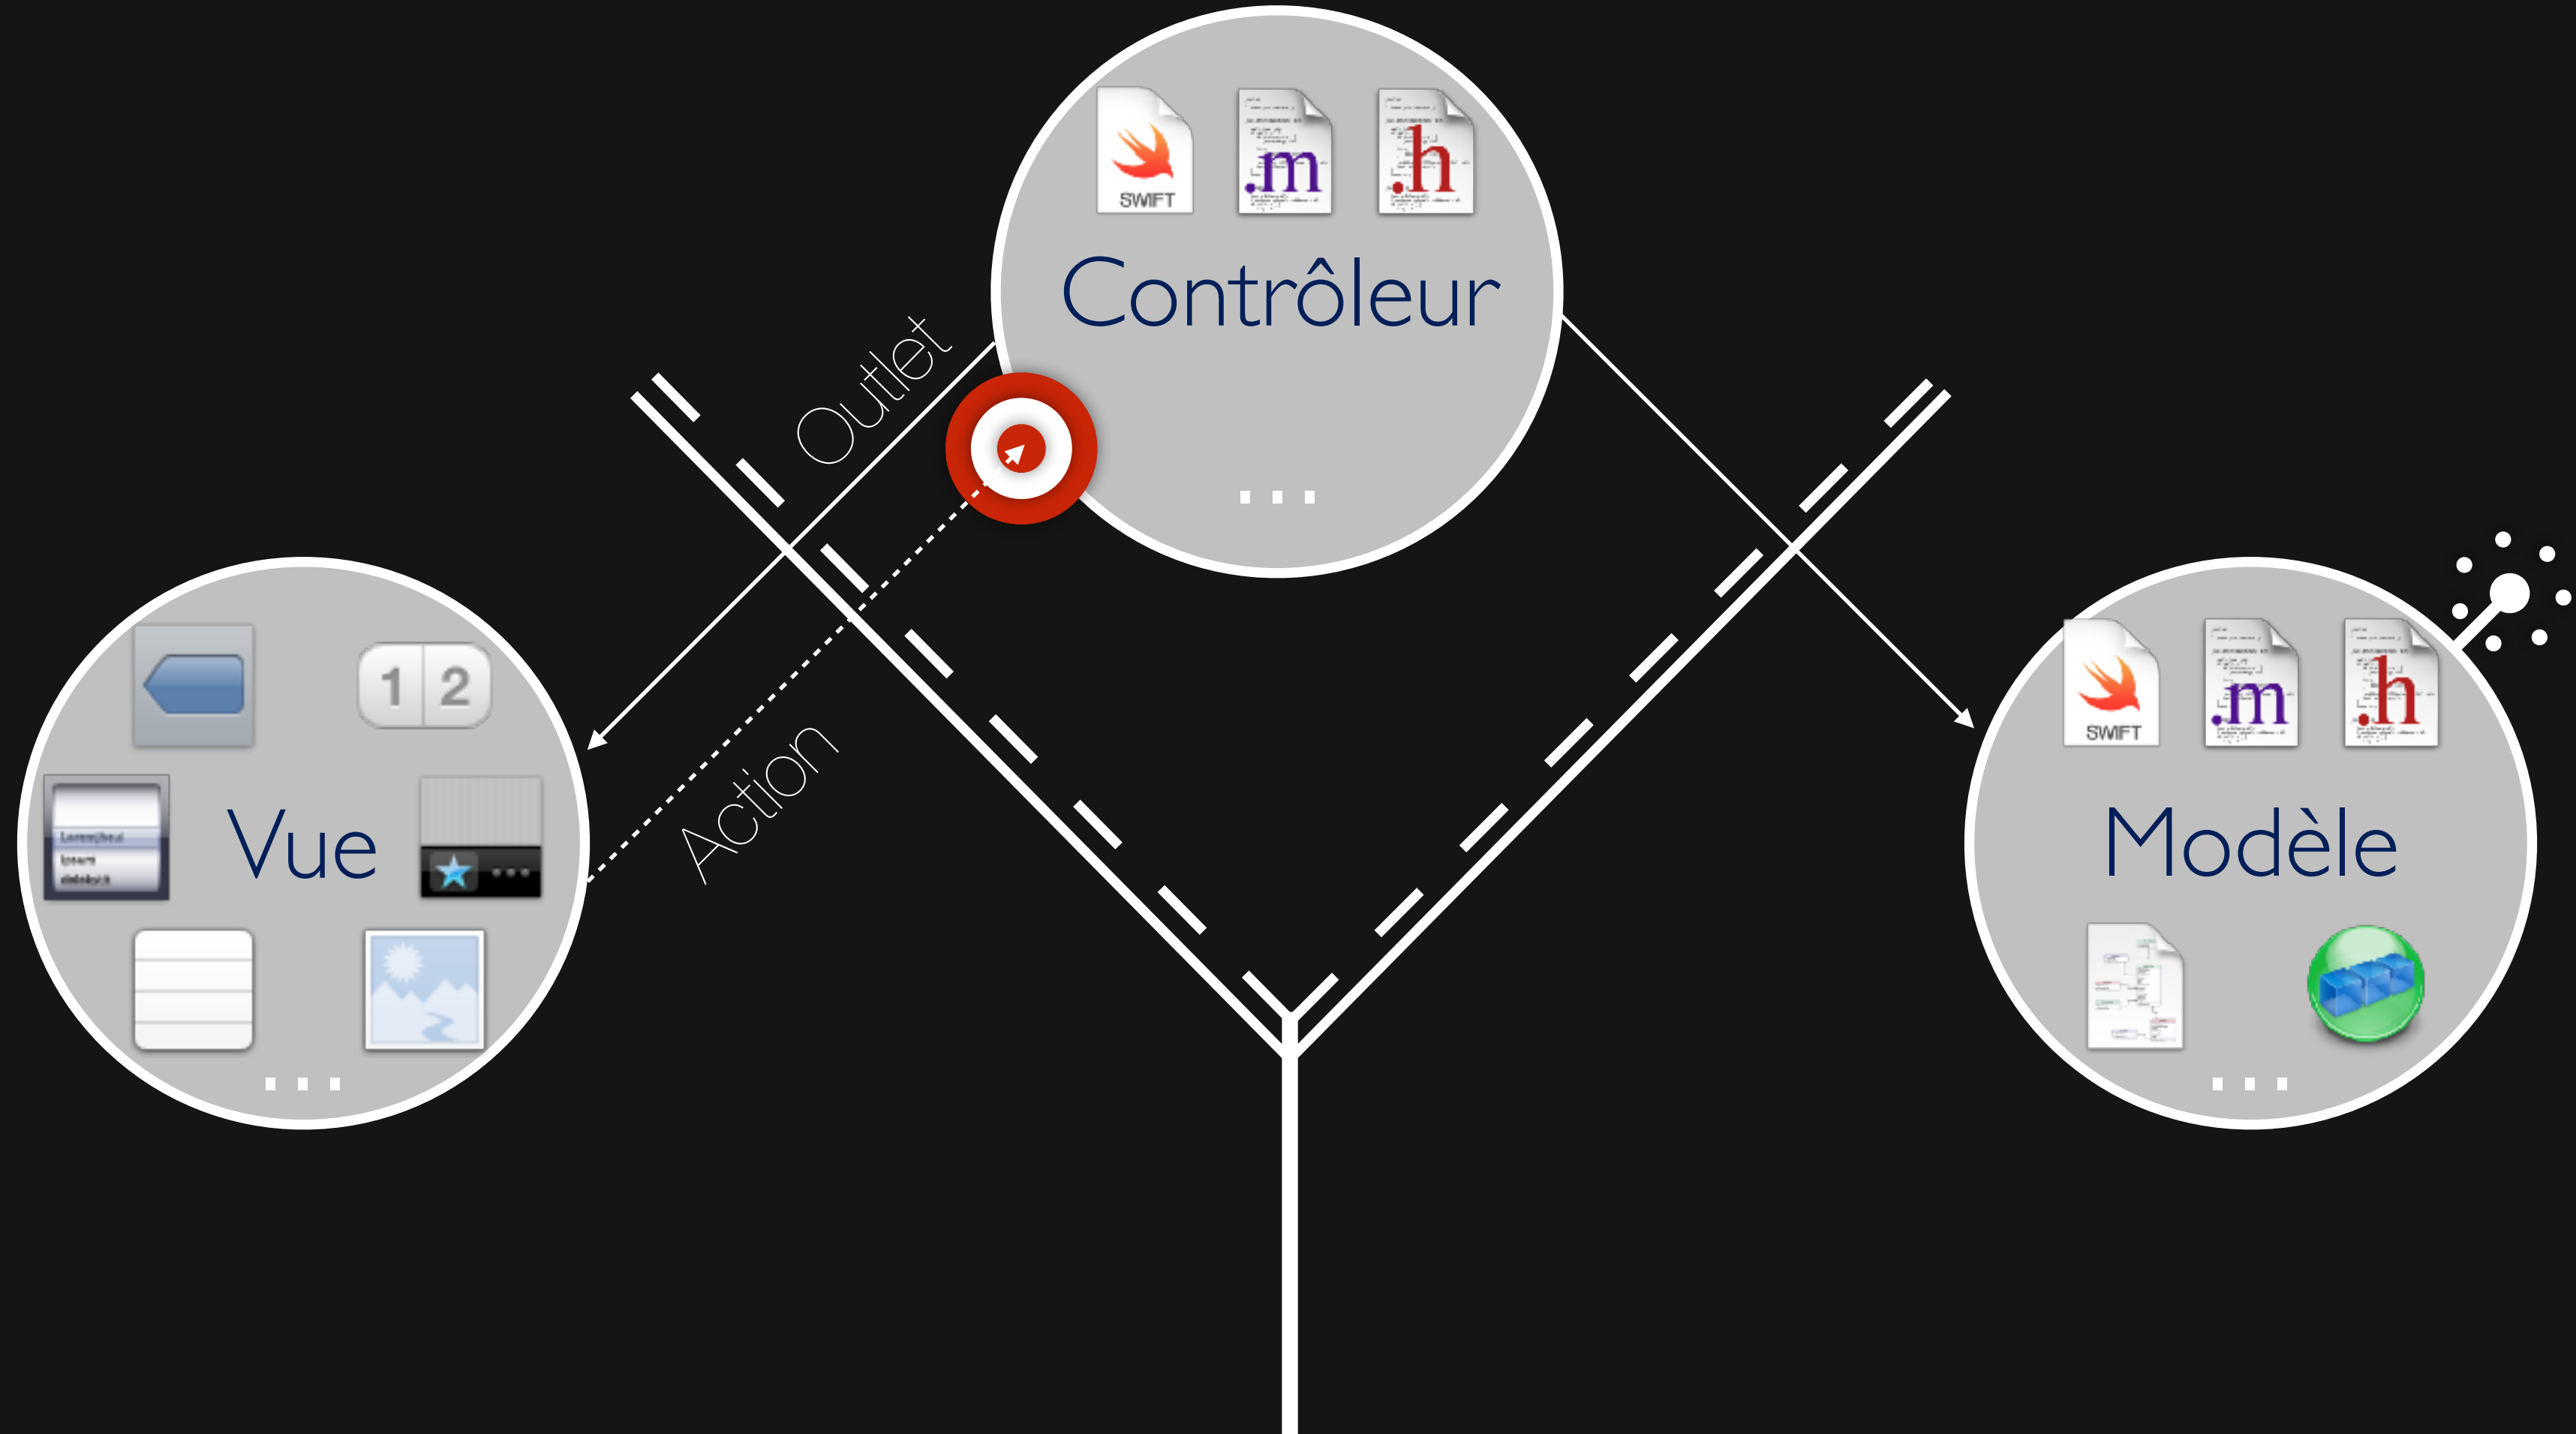 SWIFT
.m
.h
Contrôleur
...
Outlet
Action
1 2
Vue
...
SWIFT
.m
.h
Modèle
...